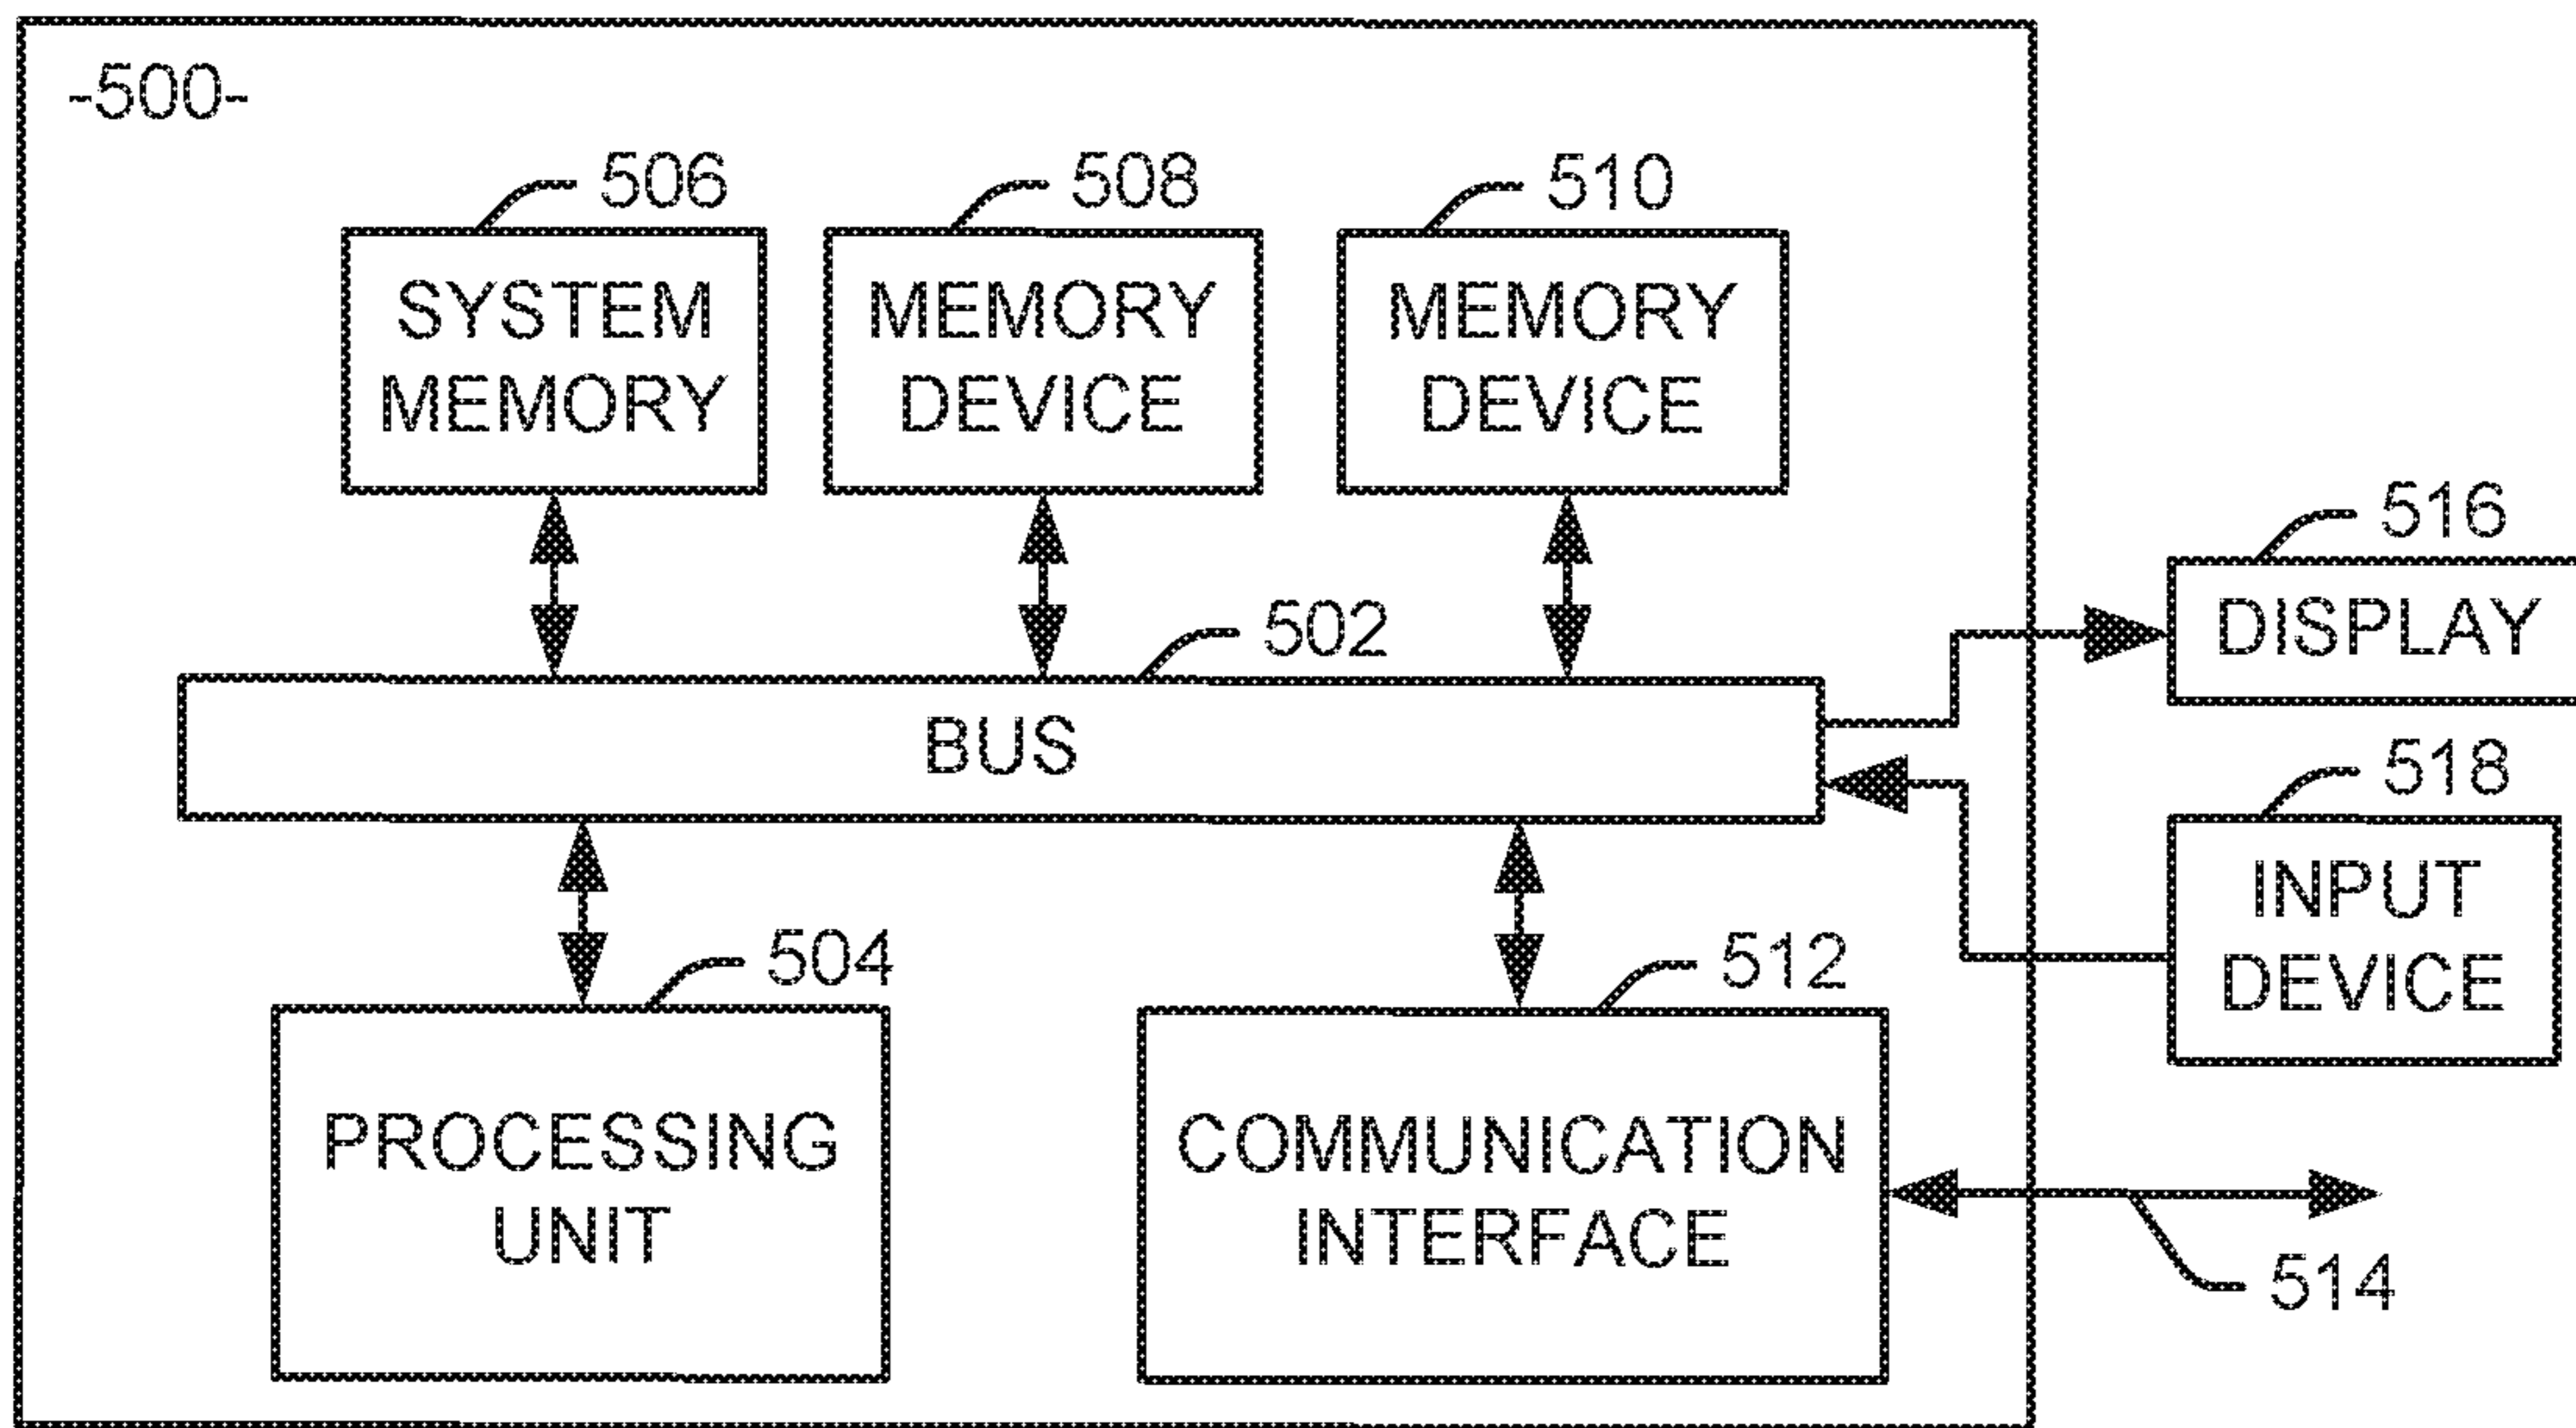 -500-
506
508
510
SYSTEM
MEMORY
MEMORY
DEVICE
MEMORY
DEVICE
516
DISPLAY
502
BUS
518
INPUT
DEVICE
504
512
PROCESSING
UNIT
COMMUNICATION
INTERFACE
514